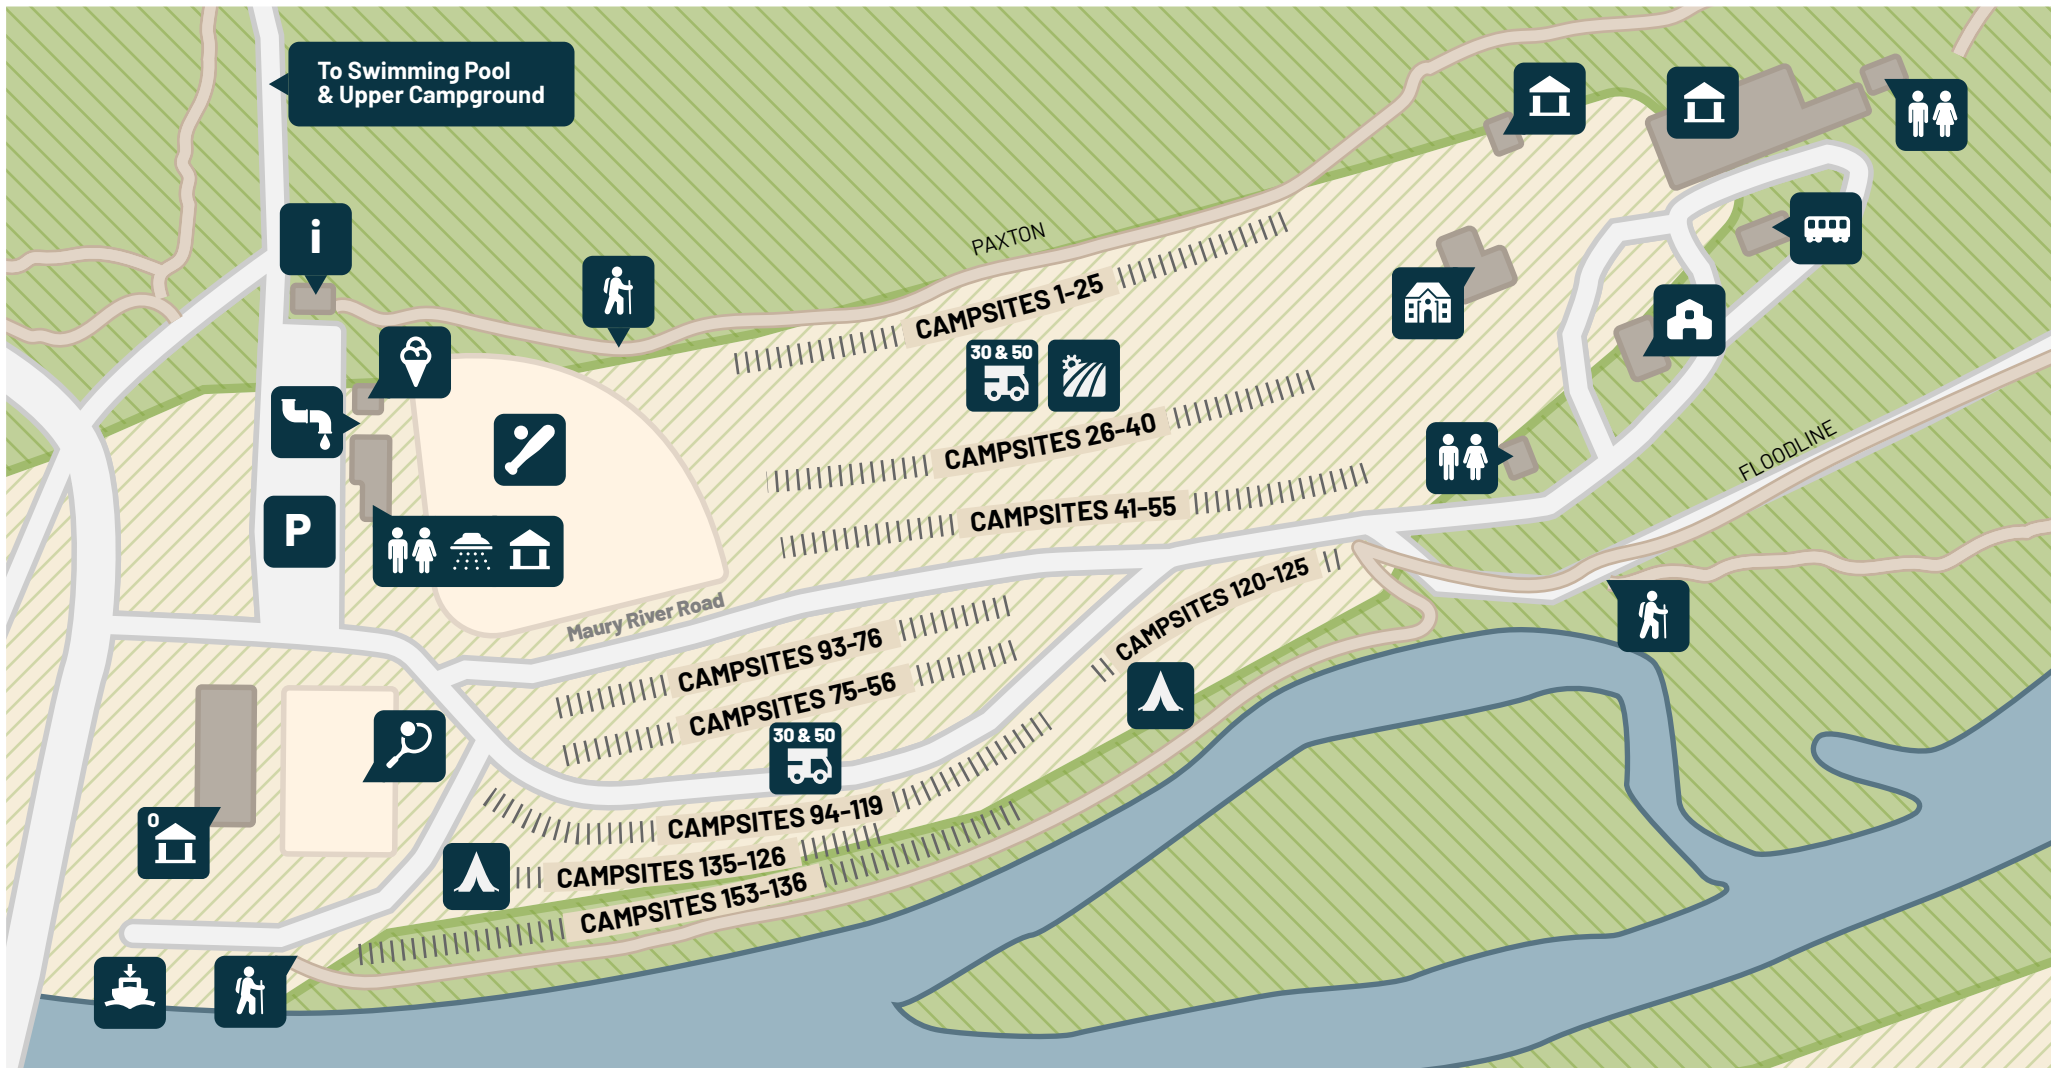 To Swimming Pool
& Upper Campground
i
PAXTON
CAMPSITES 1-25
30 & 50
CAMPSITES 26-40
CAMPSITES 41-55
FLOODLINE
P
Maury River Road
CAMPSITES 120-125
CAMPSITES 93-76
CAMPSITES 75-56
30 & 50
CAMPSITES 94-119
0
CAMPSITES 135-126
CAMPSITES 153-136